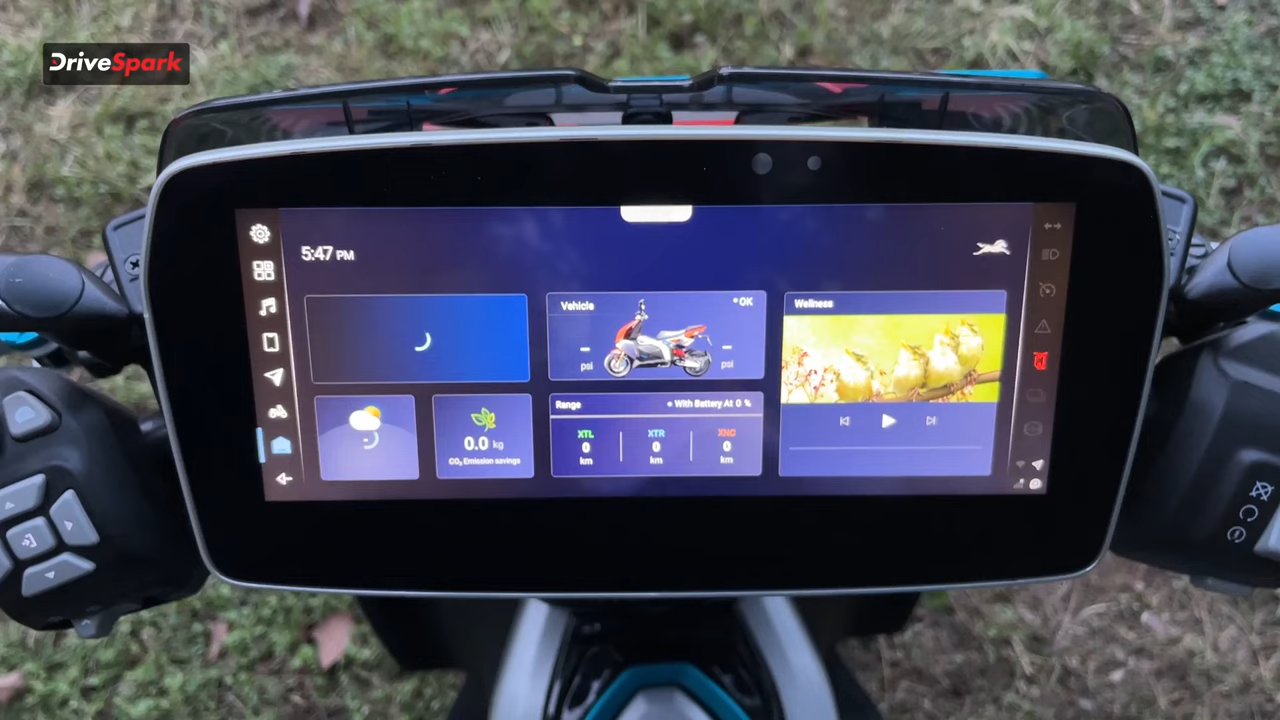 DriveSpark
5:47 PM
Vehicle
OK
psi
psi
Wellness
Range
With Battery At 0 %
XTL
XTR
0
0
0
km
km
km
0.0 kg
CO₂ Emission savings